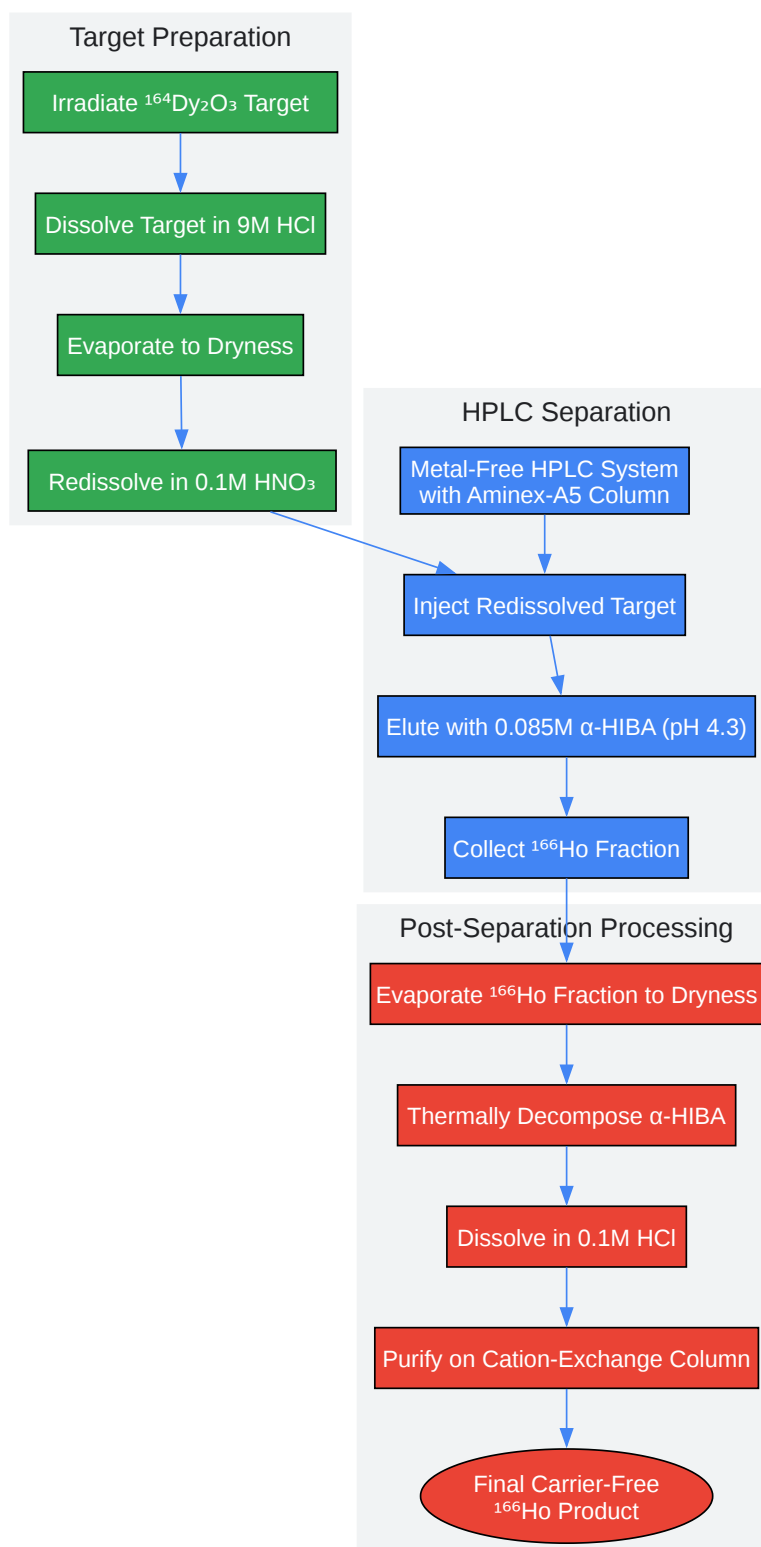 Target Preparation
Irradiate ¹⁶⁴Dy₂O₃ Target
Dissolve Target in 9M HCl
Evaporate to Dryness
Redissolve in 0.1M HNO₃
HPLC Separation
Metal-Free HPLC System
with Aminex-A5 Column
Inject Redissolved Target
Elute with 0.085M α-HIBA (pH 4.3)
Collect ¹⁶⁶Ho Fraction
Post-Separation Processing
Evaporate ¹⁶⁶Ho Fraction to Dryness
Thermally Decompose α-HIBA
Dissolve in 0.1M HCl
Purify on Cation-Exchange Column
Final Carrier-Free
¹⁶⁶Ho Product